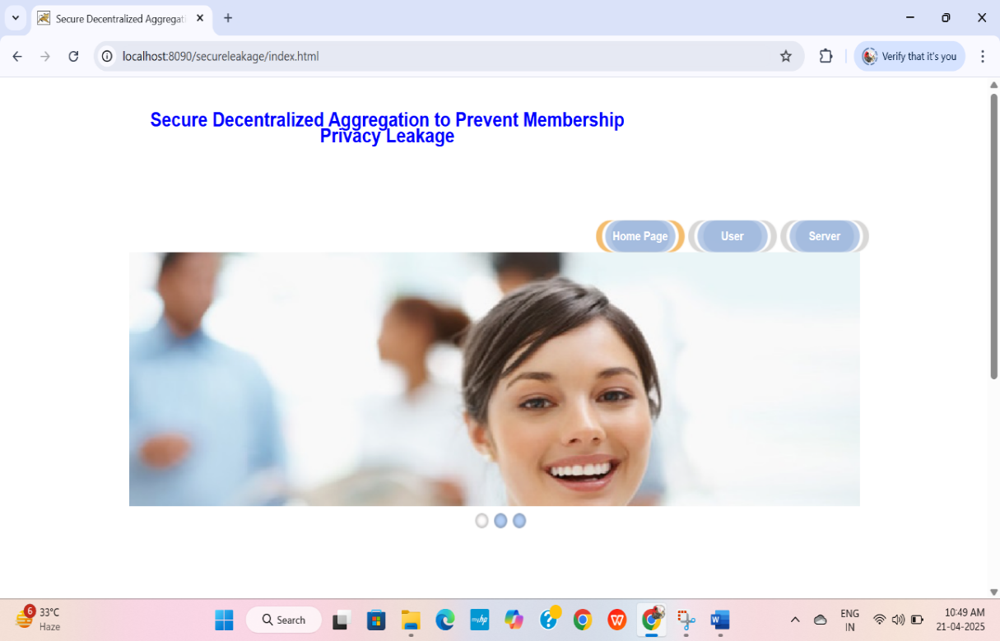 Secure Decentralized Aggregati
localhost:8090/secureleakage/index.html
Verify that it's you
Secure Decentralized Aggregation to Prevent Membership
Privacy Leakage
Home Page
User
Server
6
33°C
Haze
Search
myhp
ENG
IN
10:49 AM
21-04-2025